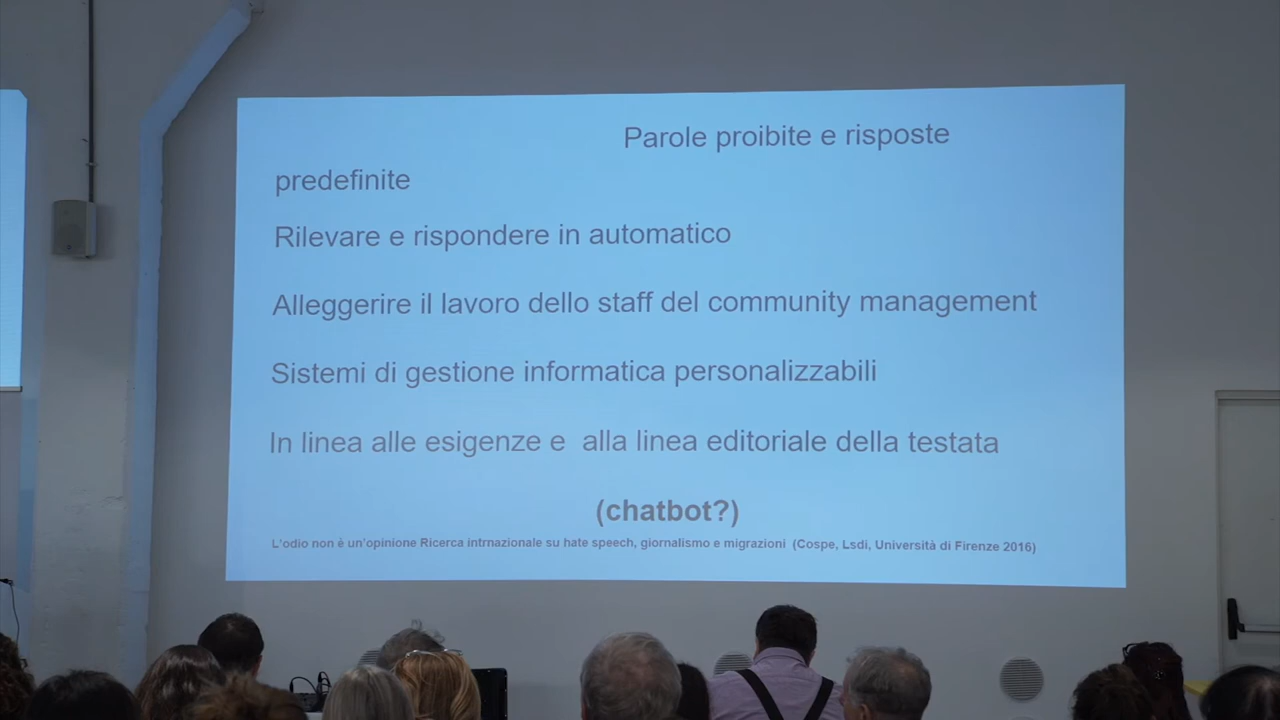 Parole proibite e risposte
predefinite
Rilevare e rispondere in automatico
Alleggerire il lavoro dello staff del community management
Sistemi di gestione informatica personalizzabili
In linea alle esigenze e alla linea editoriale della testata
(chatbot?)
L'odio non è un'opinione Ricerca intrnazionale su hate speech, giornalismo e migrazioni (Cospe, Lsdi, Università di Firenze 2016)